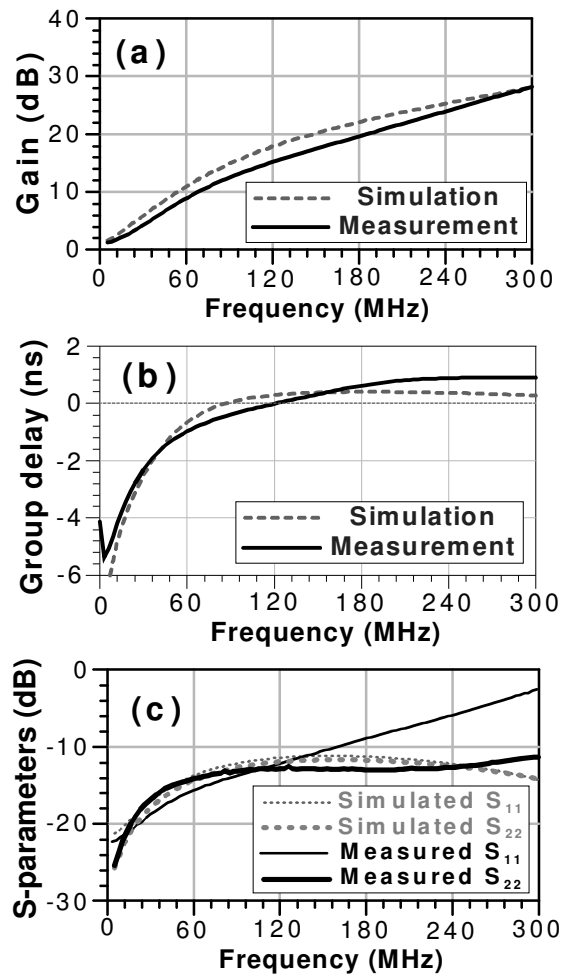 (a)
Gain (dB)
40
30
20
10
0
Simulation
Measurement
0
60
120
180
240
300
Frequency (MHz)
(b)
Group delay (ns)
2
0
-2
-4
-6
Simulation
Measurement
0
60
120
180
240
300
Frequency (MHz)
(c)
S-parameters (dB)
0
-10
-20
-30
Simulated S11
Simulated S22
Measured S11
Measured S22
0
60
120
180
240
300
Frequency (MHz)